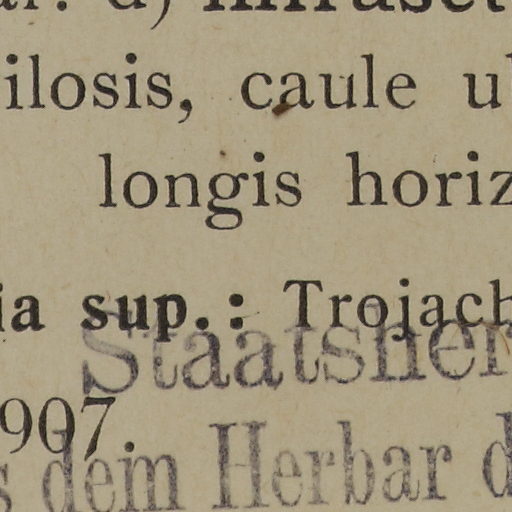 ilosis, caule
longis horiz
ia sup.: Trojach
Staatsher
907.
s dem Herbar d